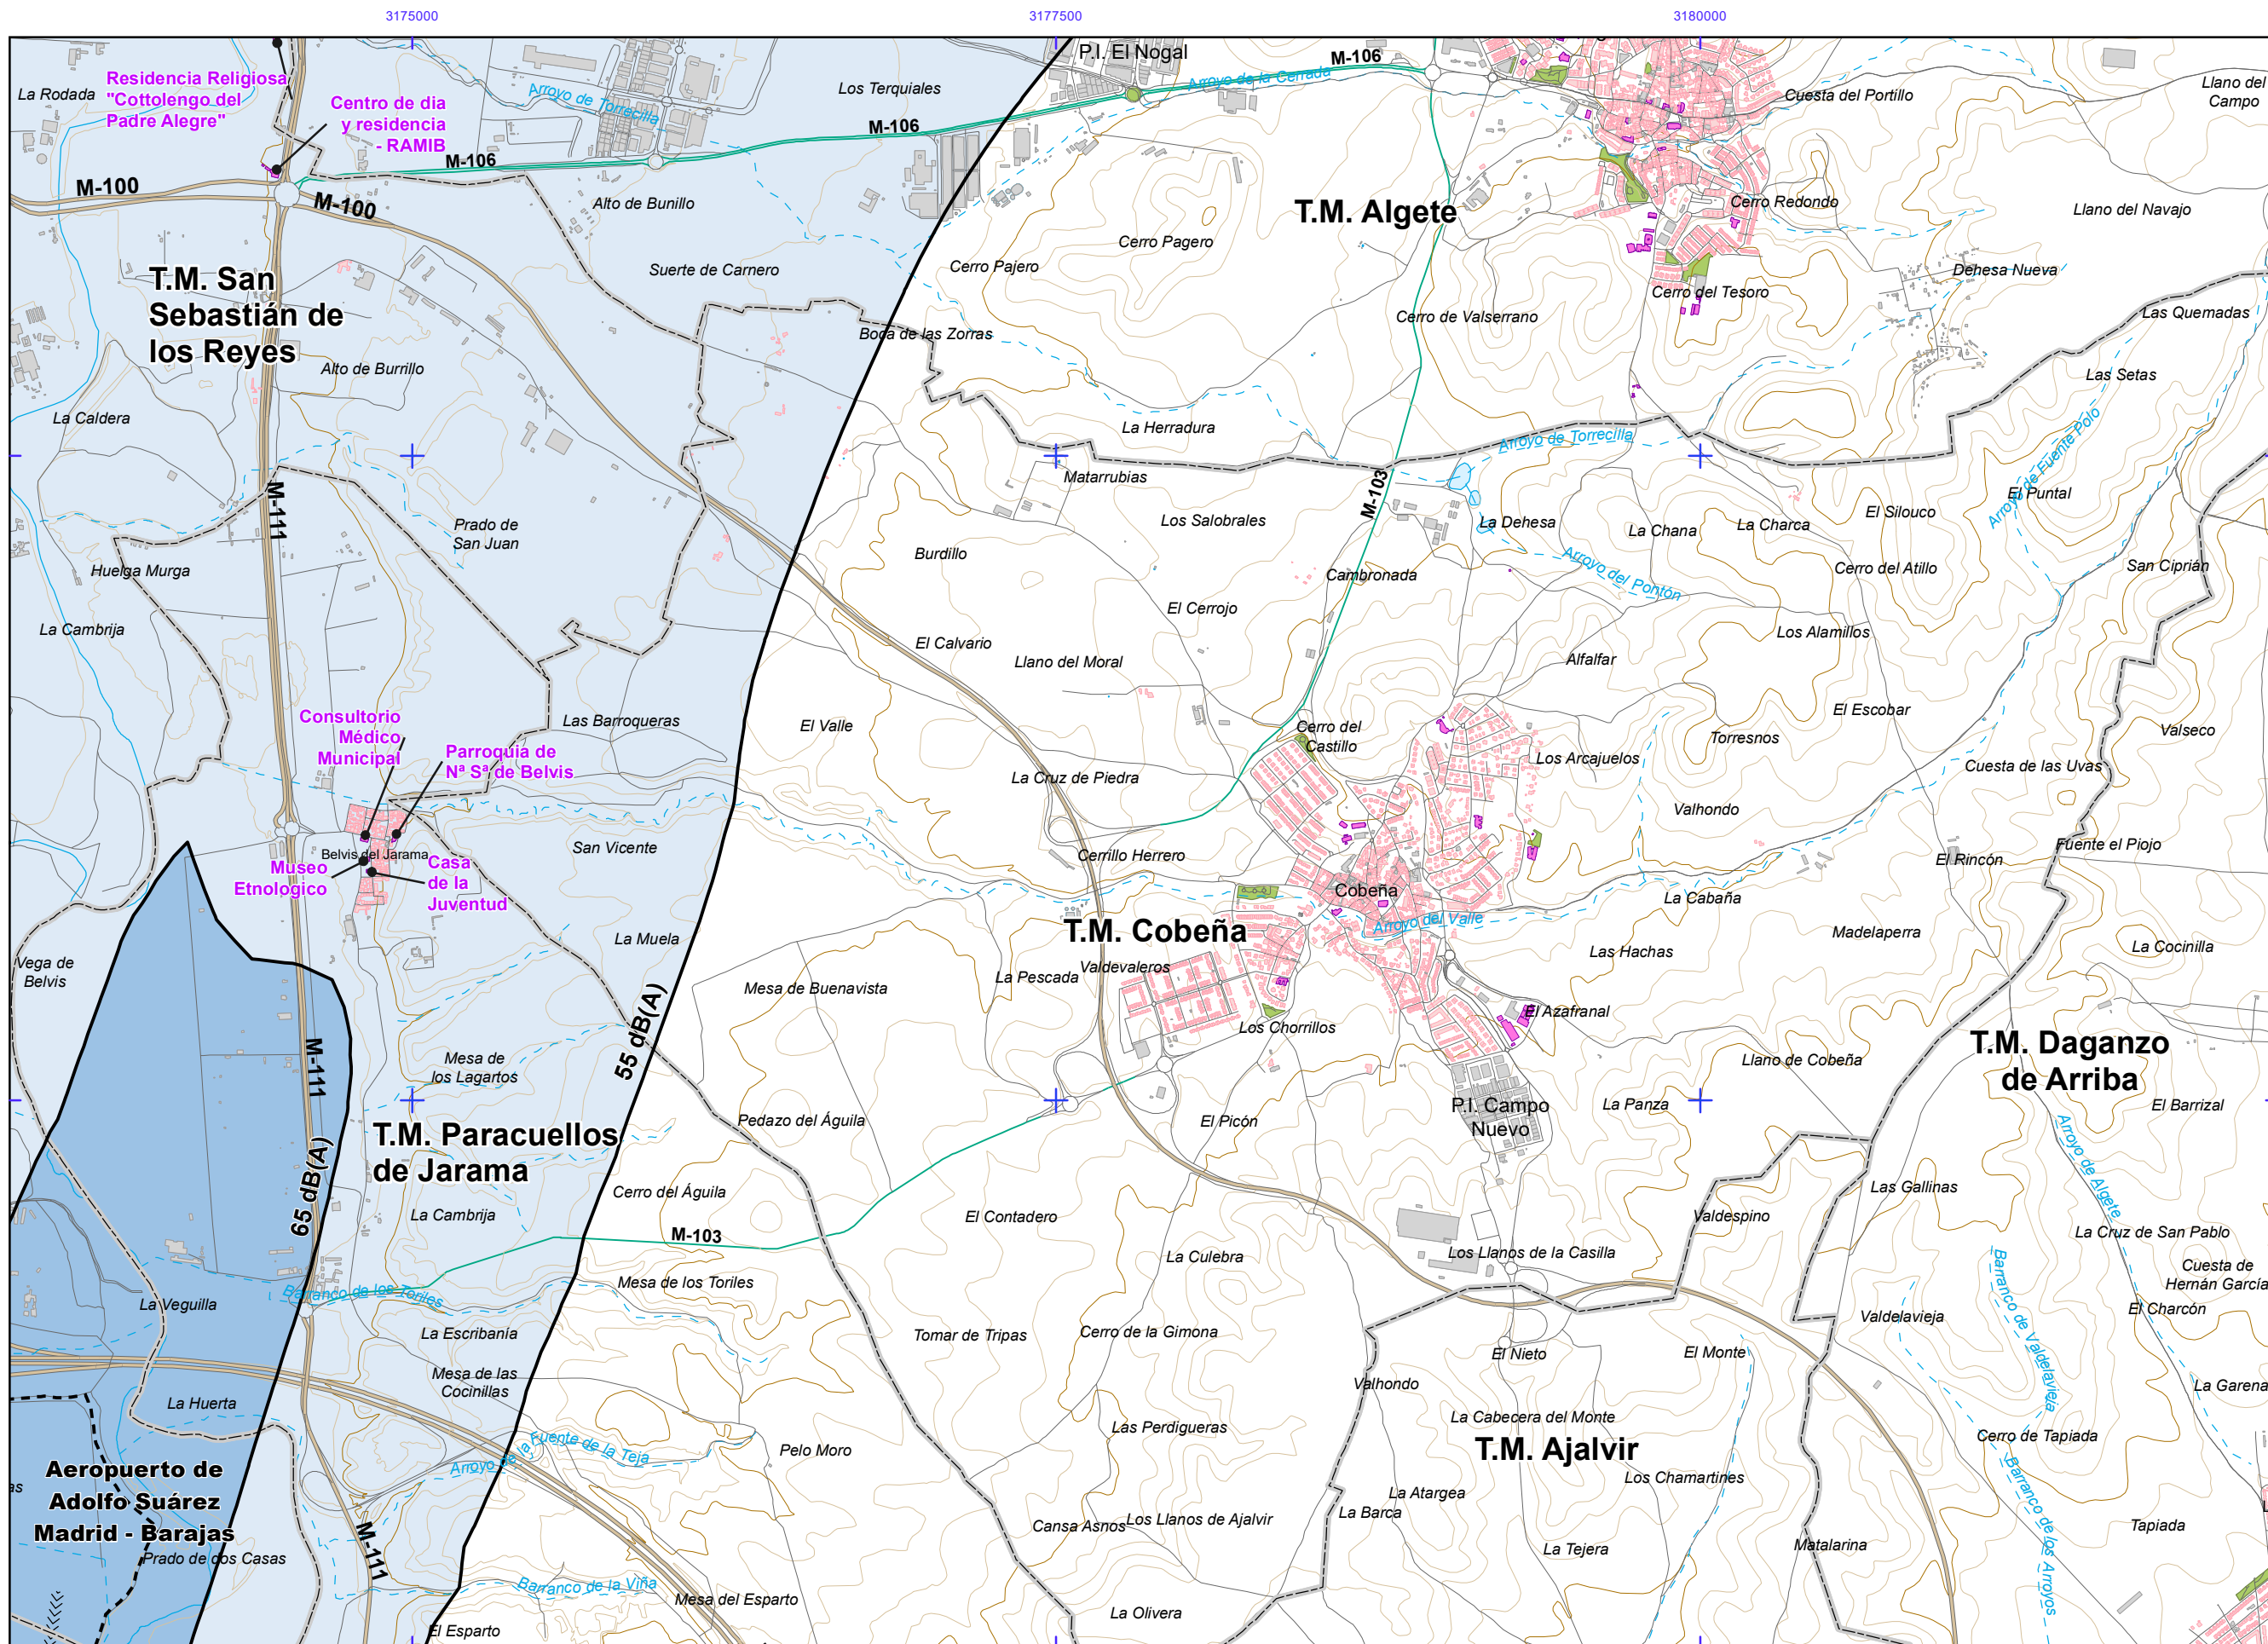 3175000
3177500
3180000
P.I. El Nogal
M-106
Arroyo de la Cerrada
Residencia Religiosa
"Cottolengo del
Padre Alegre"
La Rodada
Centro de dia
y residencia
- RAMIB
Arroyo de Torrecilla
Los Terquiales
M-106
M-106
Cuesta del Portillo
Llano del
Campo
M-100
M-100
Alto de Bunillo
T.M. Algete
Cerro Redondo
Llano del Navajo
Cerro Pagero
Cerro Pajero
Suerte de Carnero
Dehesa Nueva
T.M. San
Sebastián de
los Reyes
Cerro del Tesoro
Cerro de Valserrano
Las Quemadas
Boca de las Zorras
Alto de Burrillo
Las Setas
La Caldera
La Herradura
Arroyo de Torrecilla
Arroyo de Fuente Polo
Matarrubias
M-103
M-111
El Puntal
Prado de
San Juan
Los Salobrales
La Dehesa
La Chana
La Charca
El Silouco
Burdillo
Huelga Murga
Cambronada
Arroyo del Pontón
Cerro del Atillo
San Ciprián
El Cerrojo
La Cambrija
El Calvario
Los Alamillos
Llano del Moral
Alfalfar
Consultorio
Médico
Municipal
Las Barroqueras
El Valle
Cerro del
Castillo
El Escobar
Torresnos
Valseco
Parroquia de
Nª Sª de Belvis
La Cruz de Piedra
Los Arcajuelos
Cuesta de las Uvas
Valhondo
San Vicente
Belvis del Jarama
Cerrillo Herrero
Fuente el Piojo
El Rincón
Museo
Etnologico
Casa
de la
Juventud
Cobeña
La Cabaña
Arroyo del Valle
T.M. Cobeña
La Muela
Madelaperra
La Cocinilla
Las Hachas
Vega de
Belvis
Valdevaleros
La Pescada
Mesa de Buenavista
El Azafranal
Los Chorrillos
55 dB(A)
M-111
Mesa de
los Lagartos
Llano de Cobeña
T.M. Daganzo
de Arriba
P.I. Campo
Nuevo
La Panza
El Barrizal
Pedazo del Águila
El Picón
T.M. Paracuellos
de Jarama
Arroyo de Algete
65 dB(A)
Cerro del Águila
Las Gallinas
La Cambrija
El Contadero
Valdespino
M-103
La Cruz de San Pablo
La Culebra
Los Llanos de la Casilla
Cuesta de
Hernán García
Mesa de los Toriles
Barranco de los Toriles
La Veguilla
El Charcón
Valdelavieja
Barranco de Valdelavieja
La Escribanía
Tomar de Tripas
Cerro de la Gimona
El Nieto
El Monte
Mesa de las
Cocinillas
Valhondo
La Garena
La Huerta
La Cabecera del Monte
Las Perdigueras
T.M. Ajalvir
Cerro de Tapiada
Arroyo de la Fuente de la Teja
Pelo Moro
Aeropuerto de
Adolfo Suárez
Madrid - Barajas
as
Los Chamartines
La Atargea
La Barca
Cansa Asnos
Los Llanos de Ajalvir
Tapiada
Barranco de los Arroyos
Matalarina
La Tejera
M-111
Prado de dos Casas
Barranco de la Viña
Mesa del Esparto
La Olivera
El Esparto